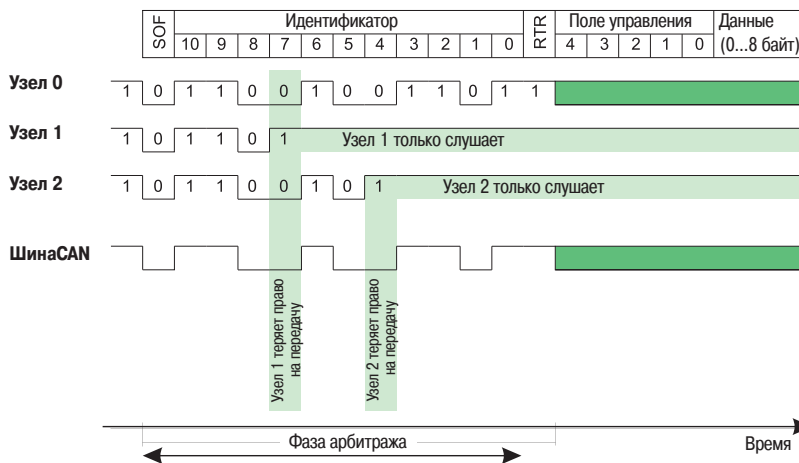 SOF Идентификатор RTR Поле управления Данные
10 9 8 7 6 5 4 3 2 1 0 4 3 2 1 0 (0...8 байт)
Узел 0 1 0 1 1 0 0 1 0 0 1 1 0 1 1
Узел 1 1 0 1 1 0 1 Узел 1 только слушает
Узел 2 1 0 1 1 0 0 1 0 1 Узел 2 только слушает
ШинаCAN
Узел 1 теряет право
на передачу
Узел 2 теряет право
на передачу
Фаза арбитража Время